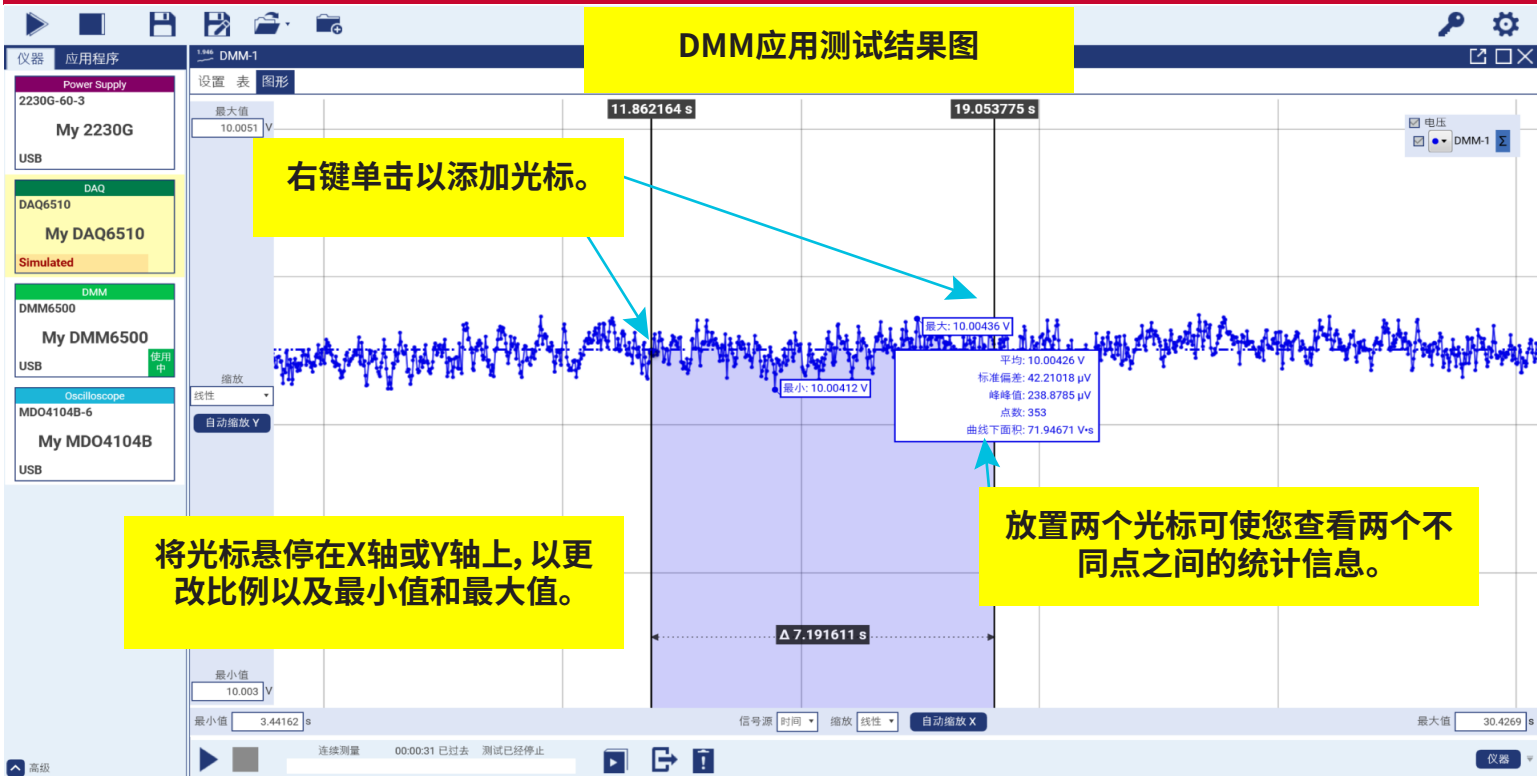 DMM应用测试结果图
仪器 应用程序
1.946 DMM-1
设置 表 图形
Power Supply
2230G-60-3
My 2230G
USB
DAQ
DAQ6510
My DAQ6510
Simulated
DMM
DMM6500
My DMM6500
USB
使用中
Oscilloscope
MDO4104B-6
My MDO4104B
USB
高级
最大值
10.0051 V
11.862164 s
19.053775 s
电压
DMM-1 Σ
右键单击以添加光标。
缩放
线性
自动缩放 Y
最大: 10.00436 V
最小: 10.00412 V
平均: 10.00426 V
标准偏差: 42.21018 µV
峰峰值: 238.8785 µV
点数: 353
曲线下面积: 71.94671 V•s
将光标悬停在X轴或Y轴上, 以更
改比例以及最小值和最大值。
放置两个光标可使您查看两个不
同点之间的统计信息。
Δ 7.191611 s
最小值
10.003 V
最小值 3.44162 s
信号源 时间 缩放 线性 自动缩放 X
最大值 30.4269 s
连续测量 00:00:31 已过去 测试已经停止
仪器